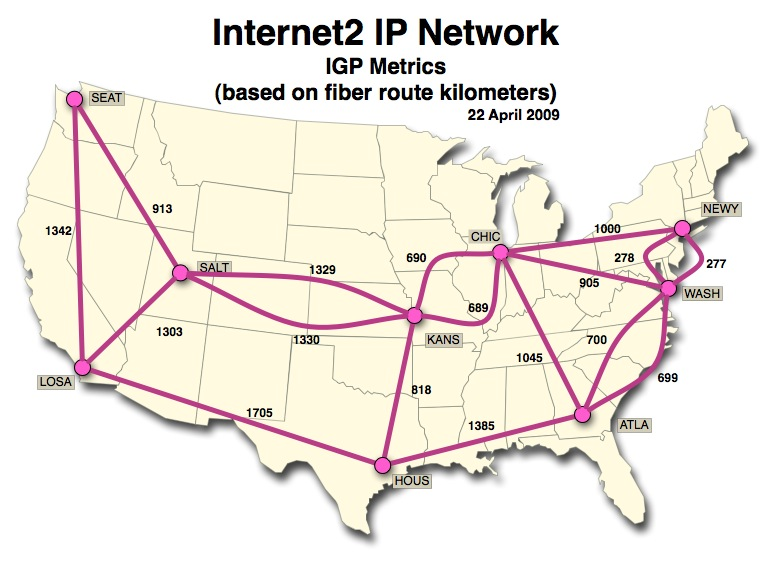 Internet2 IP Network
IGP Metrics
(based on fiber route kilometers)
22 April 2009
SEAT
913
1342
NEWY
CHIC
1000
690
278
277
SALT
1329
905
WASH
689
1303
1330
KANS
700
1045
LOSA
818
699
1705
1385
ATLA
HOUS